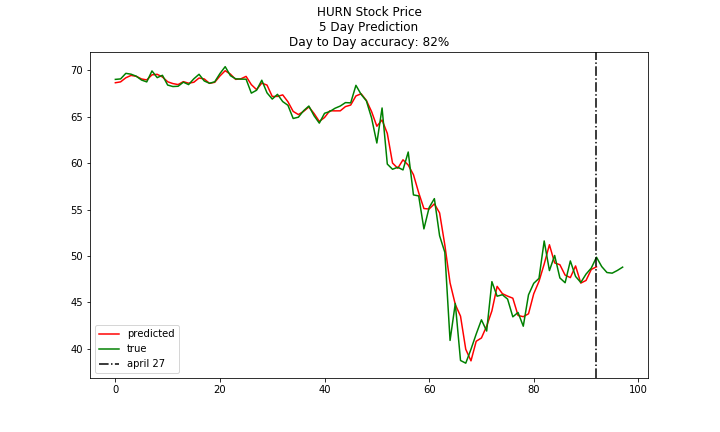 HURN Stock Price
5 Day Prediction
Day to Day accuracy: 82%
70
65
60
55
50
45
40
predicted
true
april 27
0
20
40
60
80
100